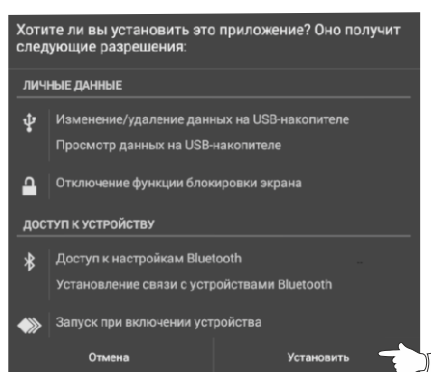 Хотите ли вы установить это приложение? Оно получит
следующие разрешения:
ЛИЧНЫЕ ДАННЫЕ
Изменение/удаление данных на USB-накопителе
Просмотр данных на USB-накопителе
Отключение функции блокировки экрана
ДОСТУП К УСТРОЙСТВУ
Доступ к настройкам Bluetooth
Установление связи с устройствами Bluetooth
Запуск при включении устройства
Отмена
Установить